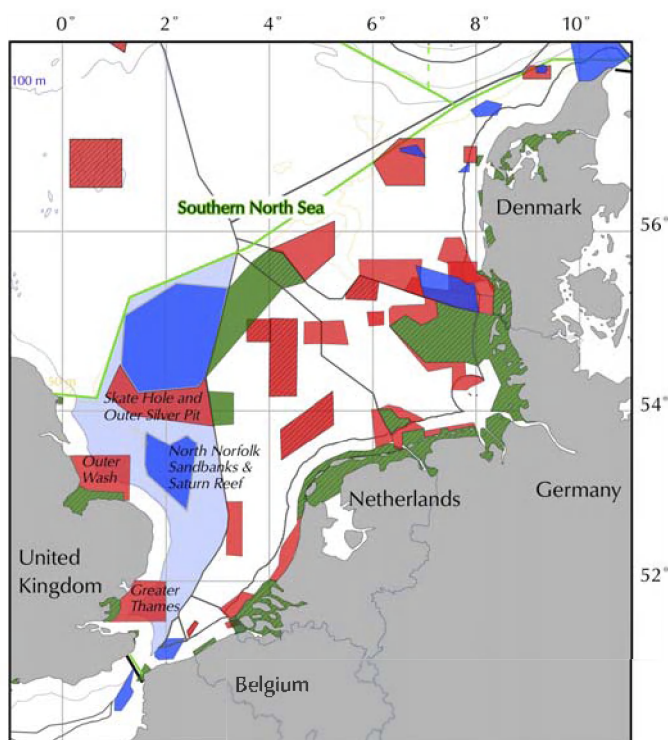 0° 2° 4° 6° 8° 10°
100 m
Southern North Sea
Denmark
56°
50 m
Skate Hole and
Outer Silver Pit
54°
North Norfolk
Sandbanks &
Saturn Reef
Outer
Wash
Netherlands
Germany
United
Kingdom
52°
Greater
Thames
Belgium